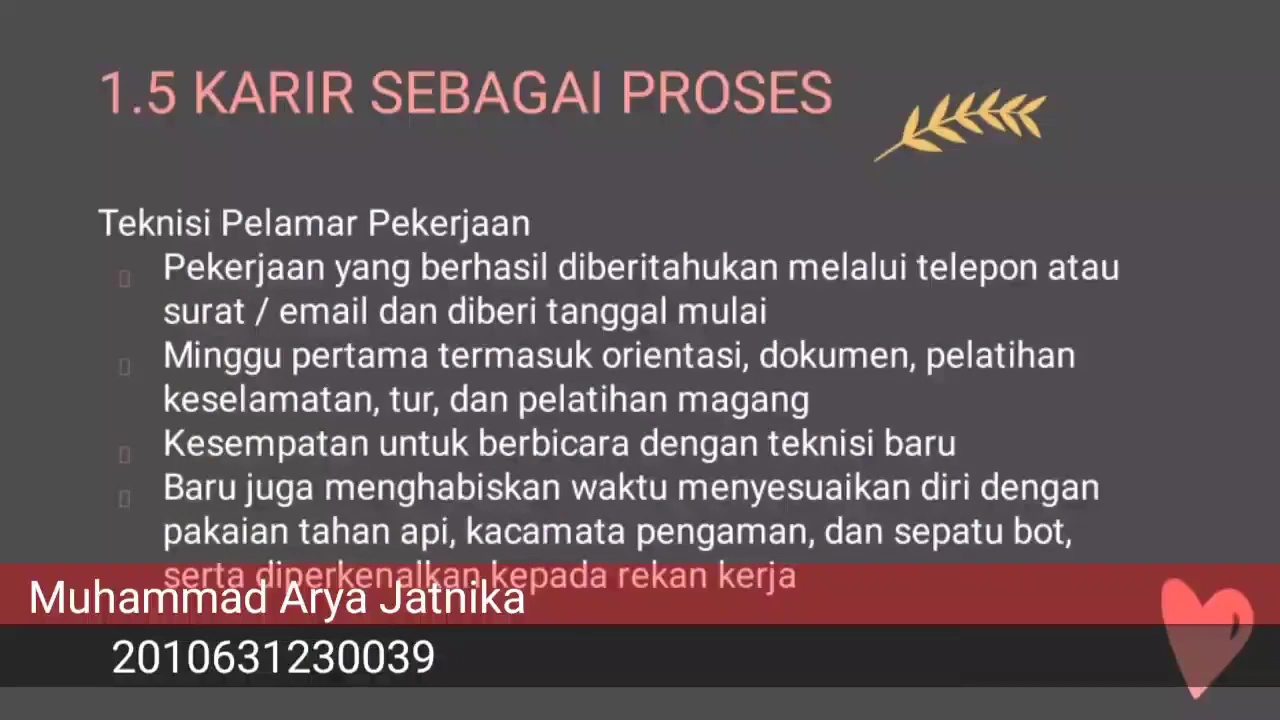 1.5 KARIR SEBAGAI PROSES
Teknisi Pelamar Pekerjaan
Pekerjaan yang berhasil diberitahukan melalui telepon atau
surat / email dan diberi tanggal mulai
Minggu pertama termasuk orientasi, dokumen, pelatihan
keselamatan, tur, dan pelatihan magang
Kesempatan untuk berbicara dengan teknisi baru
Baru juga menghabiskan waktu menyesuaikan diri dengan
pakaian tahan api, kacamata pengaman, dan sepatu bot,
serta diperkenalkan kepada rekan kerja
Muhammad Arya Jatnika
2010631230039